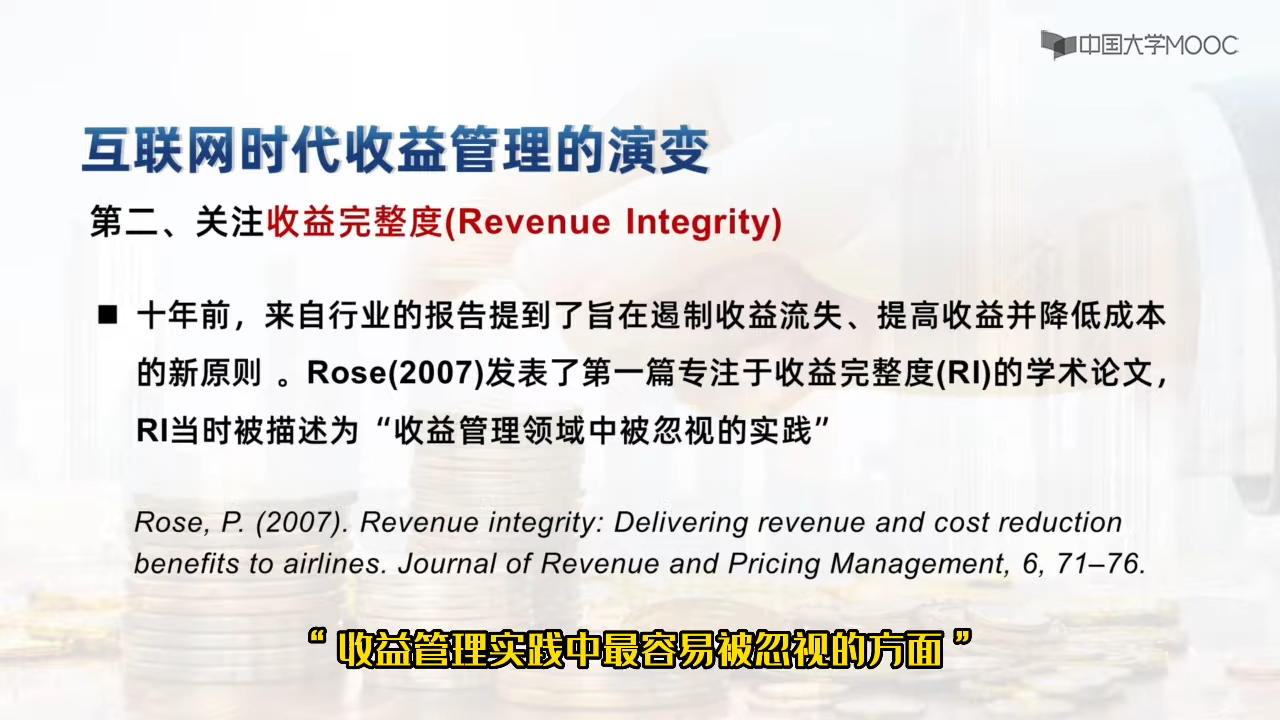 中国大学MOOC
互联网时代收益管理的演变
第二、关注收益完整度(Revenue Integrity)
■ 十年前，来自行业的报告提到了旨在遏制收益流失、提高收益并降低成本
的新原则 。Rose(2007)发表了第一篇专注于收益完整度(RI)的学术论文，
RI当时被描述为“收益管理领域中被忽视的实践”
Rose, P. (2007). Revenue integrity: Delivering revenue and cost reduction
benefits to airlines. Journal of Revenue and Pricing Management, 6, 71–76.
“收益管理实践中最容易被忽视的方面”